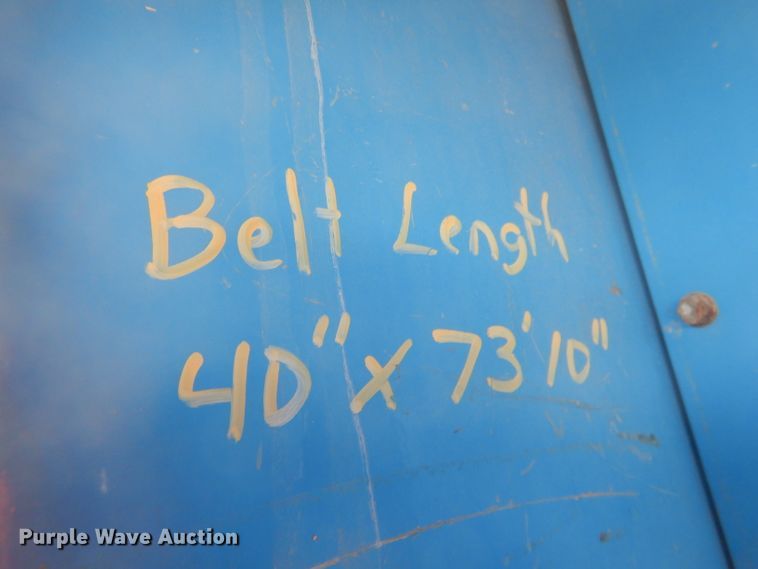 Belt Length
40" x 73' 10"
Purple Wave Auction